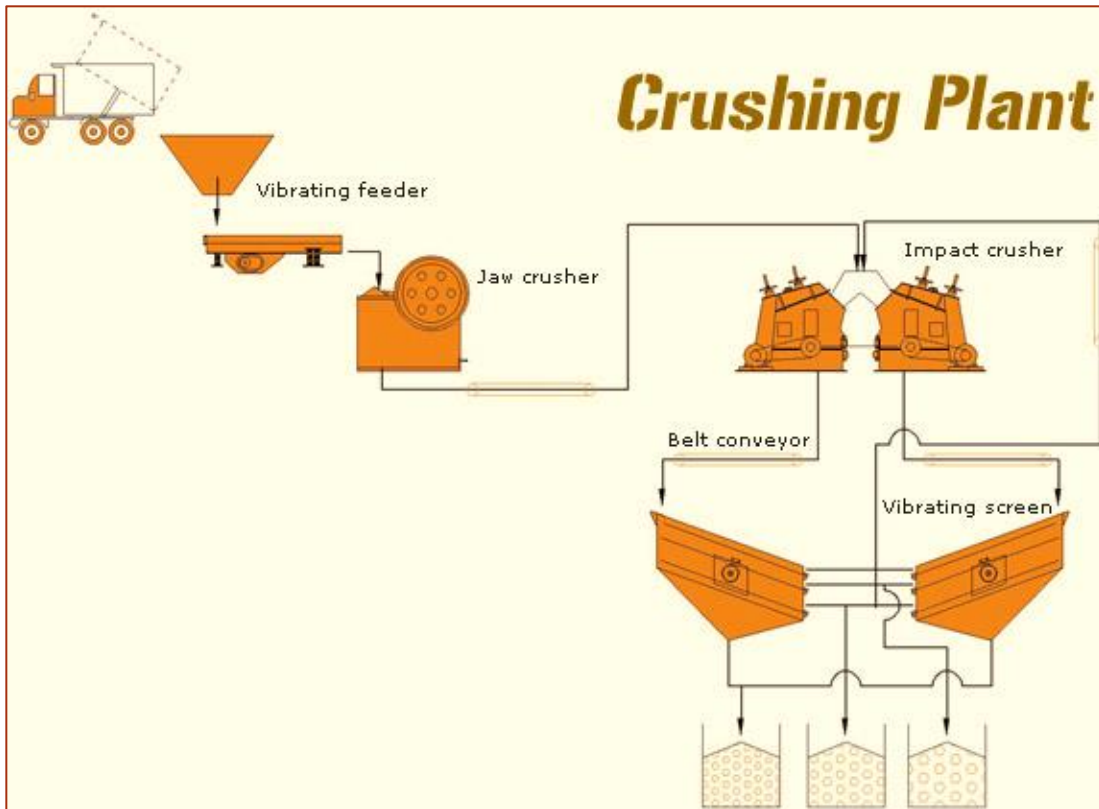 Crushing Plant
Vibrating feeder
Jaw crusher
Impact crusher
Belt conveyor
Vibrating screen